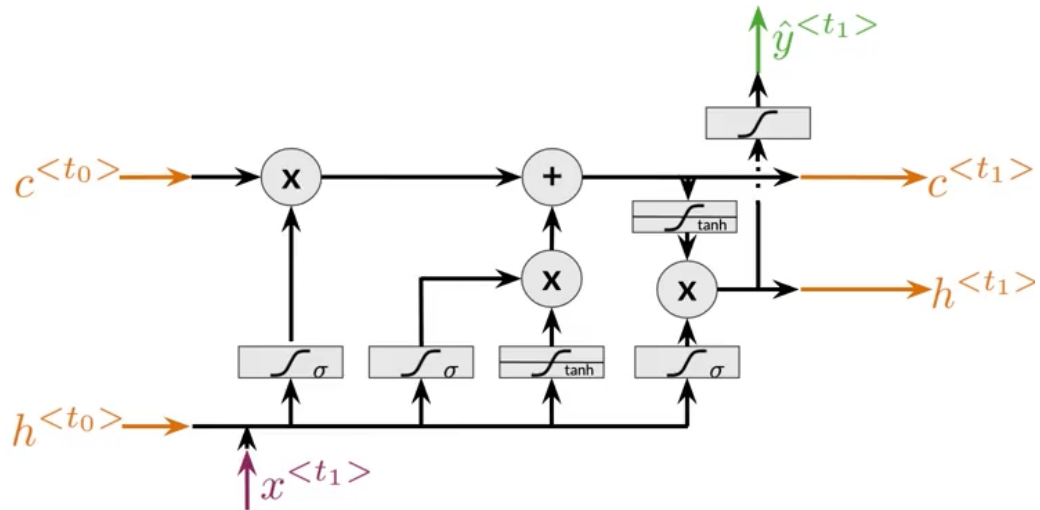 ŷ<t₁>
c<t₀> x + c<t₁>
tanh
x x h<t₁>
σ σ tanh σ
h<t₀>
x<t₁>